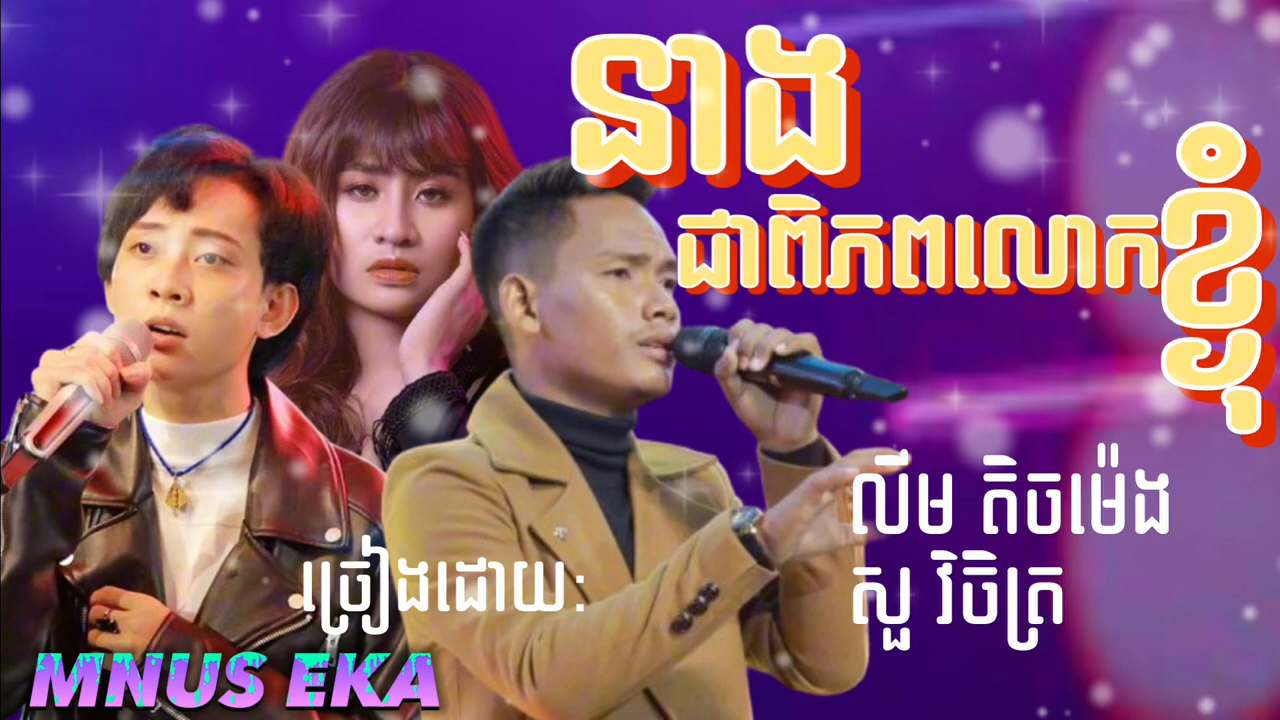 នាង
ជាពិភពលោក
ខ្ញុំ
លីម តិចម៉េង
សួ វិចិត្រ
ច្រៀងដោយ:
MNUS EKA